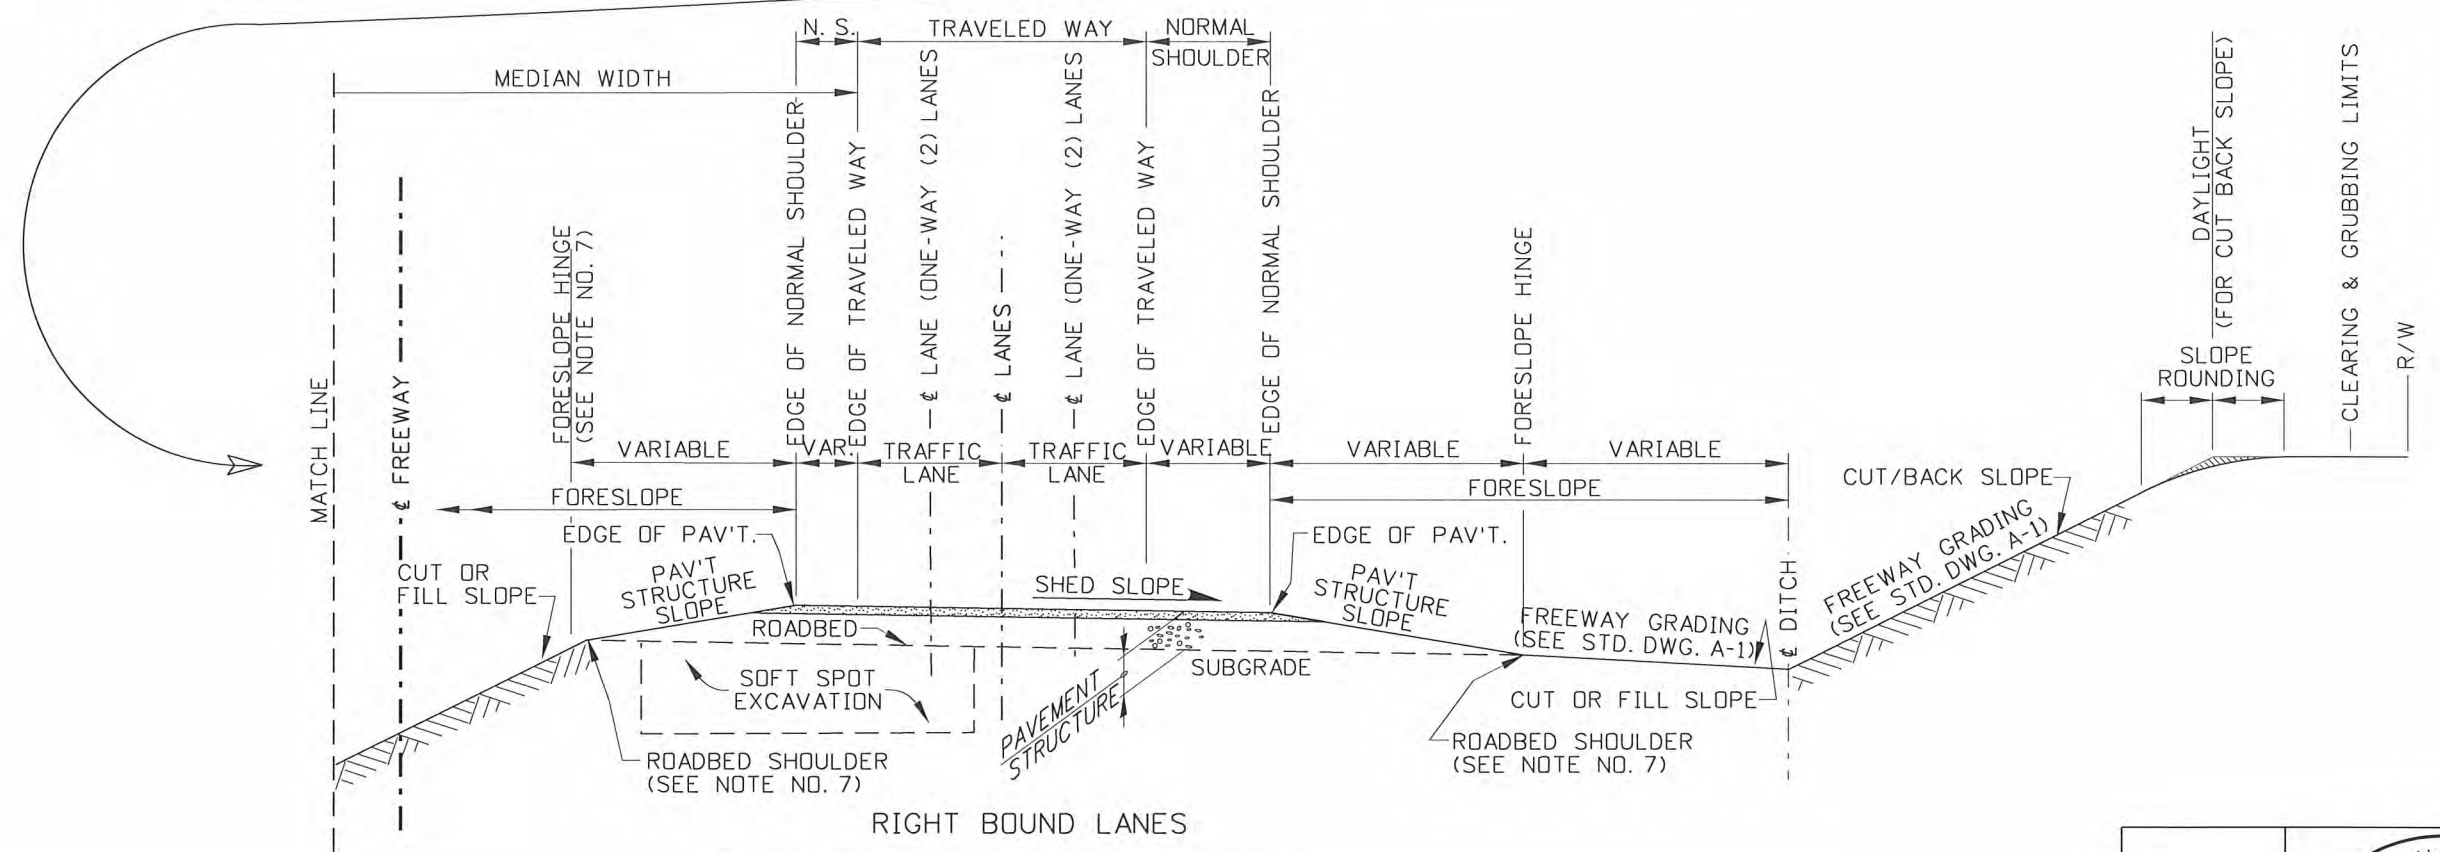 N. S.
TRAVELED WAY
NORMAL
SHOULDER
MEDIAN WIDTH
MATCH LINE
℄ FREEWAY
FORESLOPE HINGE
(SEE NOTE NO. 7)
EDGE OF NORMAL SHOULDER
EDGE OF TRAVELED WAY
℄ LANE (ONE-WAY (2) LANES
℄ LANES
℄ LANE (ONE-WAY (2) LANES
EDGE OF TRAVELED WAY
EDGE OF NORMAL SHOULDER
FORESLOPE HINGE
DAYLIGHT
(FOR CUT BACK SLOPE)
CLEARING & GRUBBING LIMITS
R/W
SLOPE
ROUNDING
VARIABLE
VAR.
TRAFFIC
LANE
TRAFFIC
LANE
VARIABLE
VARIABLE
VARIABLE
FORESLOPE
FORESLOPE
CUT/BACK SLOPE
EDGE OF PAV'T.
EDGE OF PAV'T.
CUT OR
FILL SLOPE
PAV'T
STRUCTURE
SLOPE
SHED SLOPE
PAV'T
STRUCTURE
SLOPE
FREEWAY GRADING
(SEE STD. DWG. A-1)
℄ DITCH
FREEWAY GRADING
(SEE STD. DWG. A-1)
ROADBED
SUBGRADE
SOFT SPOT
EXCAVATION
PAVEMENT
STRUCTURE
CUT OR FILL SLOPE
ROADBED SHOULDER
(SEE NOTE NO. 7)
ROADBED SHOULDER
(SEE NOTE NO. 7)
RIGHT BOUND LANES